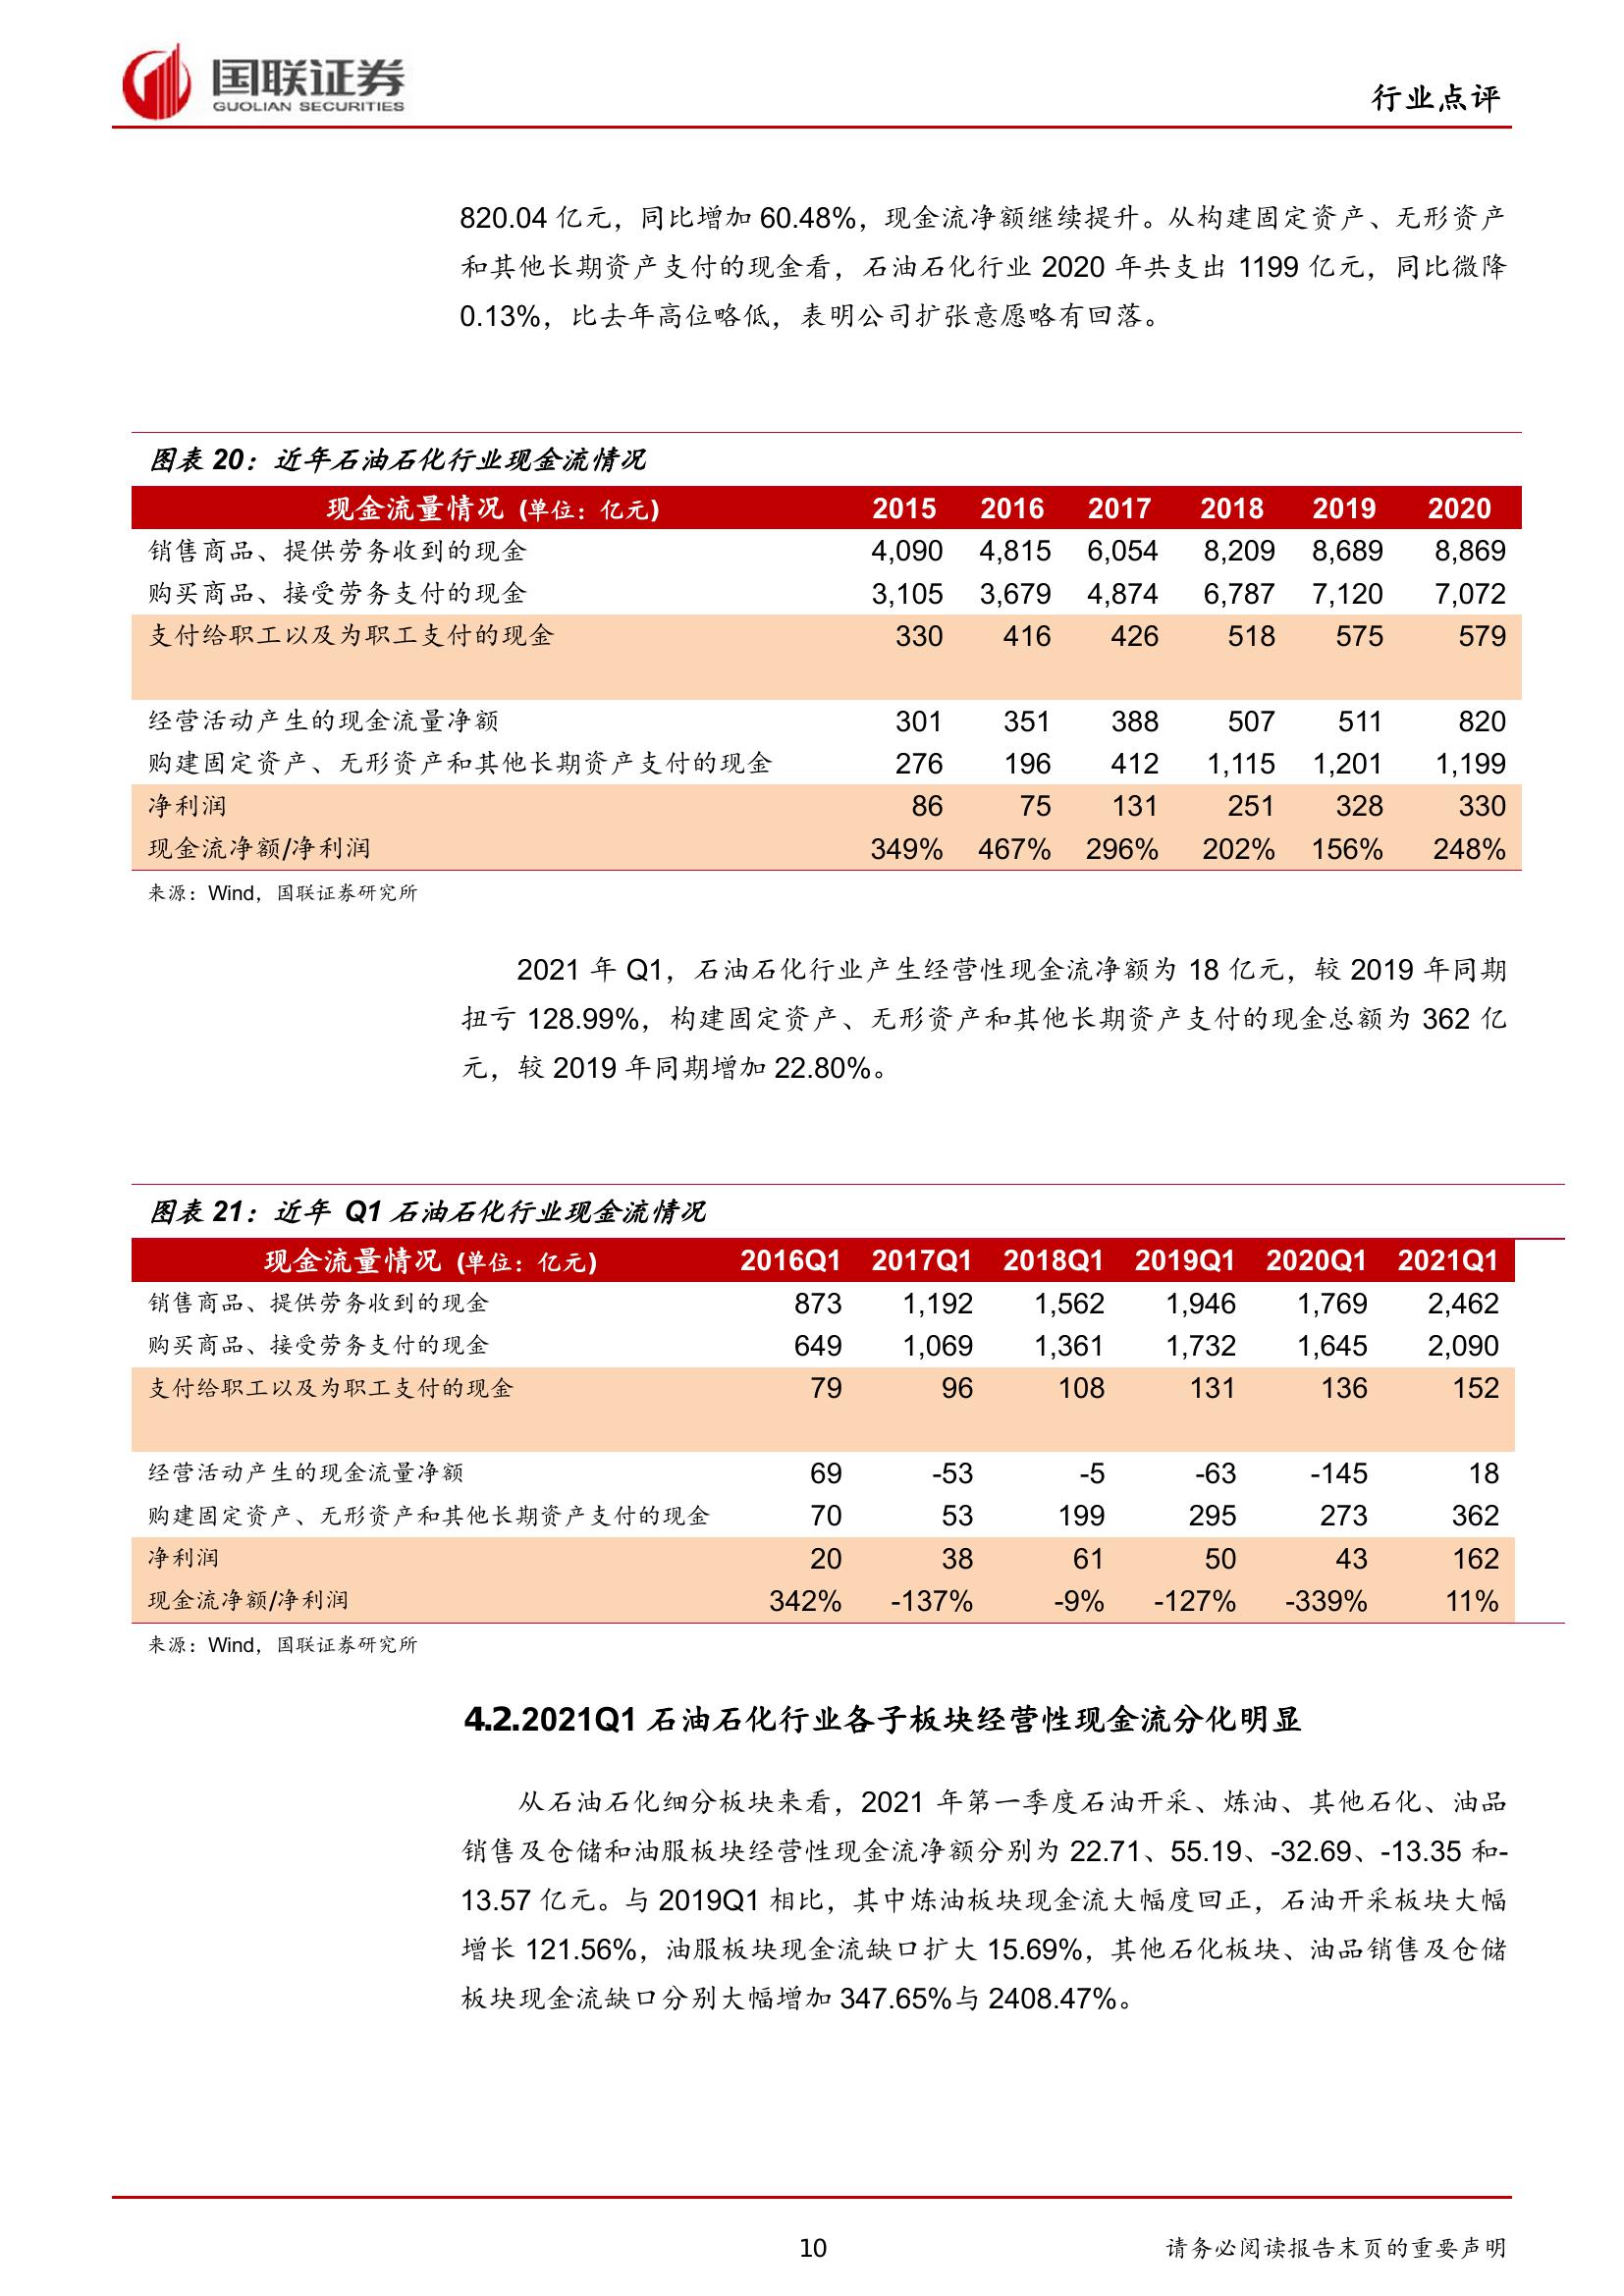 国联证券
GUOLIAN SECURITIES
行业点评
820.04 亿元，同比增加 60.48%，现金流净额继续提升。从构建固定资产、无形资产
和其他长期资产支付的现金看，石油石化行业 2020 年共支出 1199 亿元，同比微降
0.13%，比去年高位略低，表明公司扩张意愿略有回落。
图表 20：近年石油石化行业现金流情况
现金流量情况 (单位：亿元) 2015 2016 2017 2018 2019 2020
销售商品、提供劳务收到的现金 4,090 4,815 6,054 8,209 8,689 8,869
购买商品、接受劳务支付的现金 3,105 3,679 4,874 6,787 7,120 7,072
支付给职工以及为职工支付的现金 330 416 426 518 575 579
经营活动产生的现金流量净额 301 351 388 507 511 820
购建固定资产、无形资产和其他长期资产支付的现金 276 196 412 1,115 1,201 1,199
净利润 86 75 131 251 328 330
现金流净额/净利润 349% 467% 296% 202% 156% 248%
来源：Wind，国联证券研究所
2021 年 Q1，石油石化行业产生经营性现金流净额为 18 亿元，较 2019 年同期
扭亏 128.99%，构建固定资产、无形资产和其他长期资产支付的现金总额为 362 亿
元，较 2019 年同期增加 22.80%。
图表 21：近年 Q1 石油石化行业现金流情况
现金流量情况 (单位：亿元) 2016Q1 2017Q1 2018Q1 2019Q1 2020Q1 2021Q1
销售商品、提供劳务收到的现金 873 1,192 1,562 1,946 1,769 2,462
购买商品、接受劳务支付的现金 649 1,069 1,361 1,732 1,645 2,090
支付给职工以及为职工支付的现金 79 96 108 131 136 152
经营活动产生的现金流量净额 69 -53 -5 -63 -145 18
购建固定资产、无形资产和其他长期资产支付的现金 70 53 199 295 273 362
净利润 20 38 61 50 43 162
现金流净额/净利润 342% -137% -9% -127% -339% 11%
来源：Wind，国联证券研究所
4.2.2021Q1 石油石化行业各子板块经营性现金流分化明显
从石油石化细分板块来看，2021 年第一季度石油开采、炼油、其他石化、油品
销售及仓储和油服板块经营性现金流净额分别为 22.71、55.19、-32.69、-13.35 和-
13.57 亿元。与 2019Q1 相比，其中炼油板块现金流大幅度回正，石油开采板块大幅
增长 121.56%，油服板块现金流缺口扩大 15.69%，其他石化板块、油品销售及仓储
板块现金流缺口分别大幅增加 347.65%与 2408.47%。
10
请务必阅读报告末页的重要声明